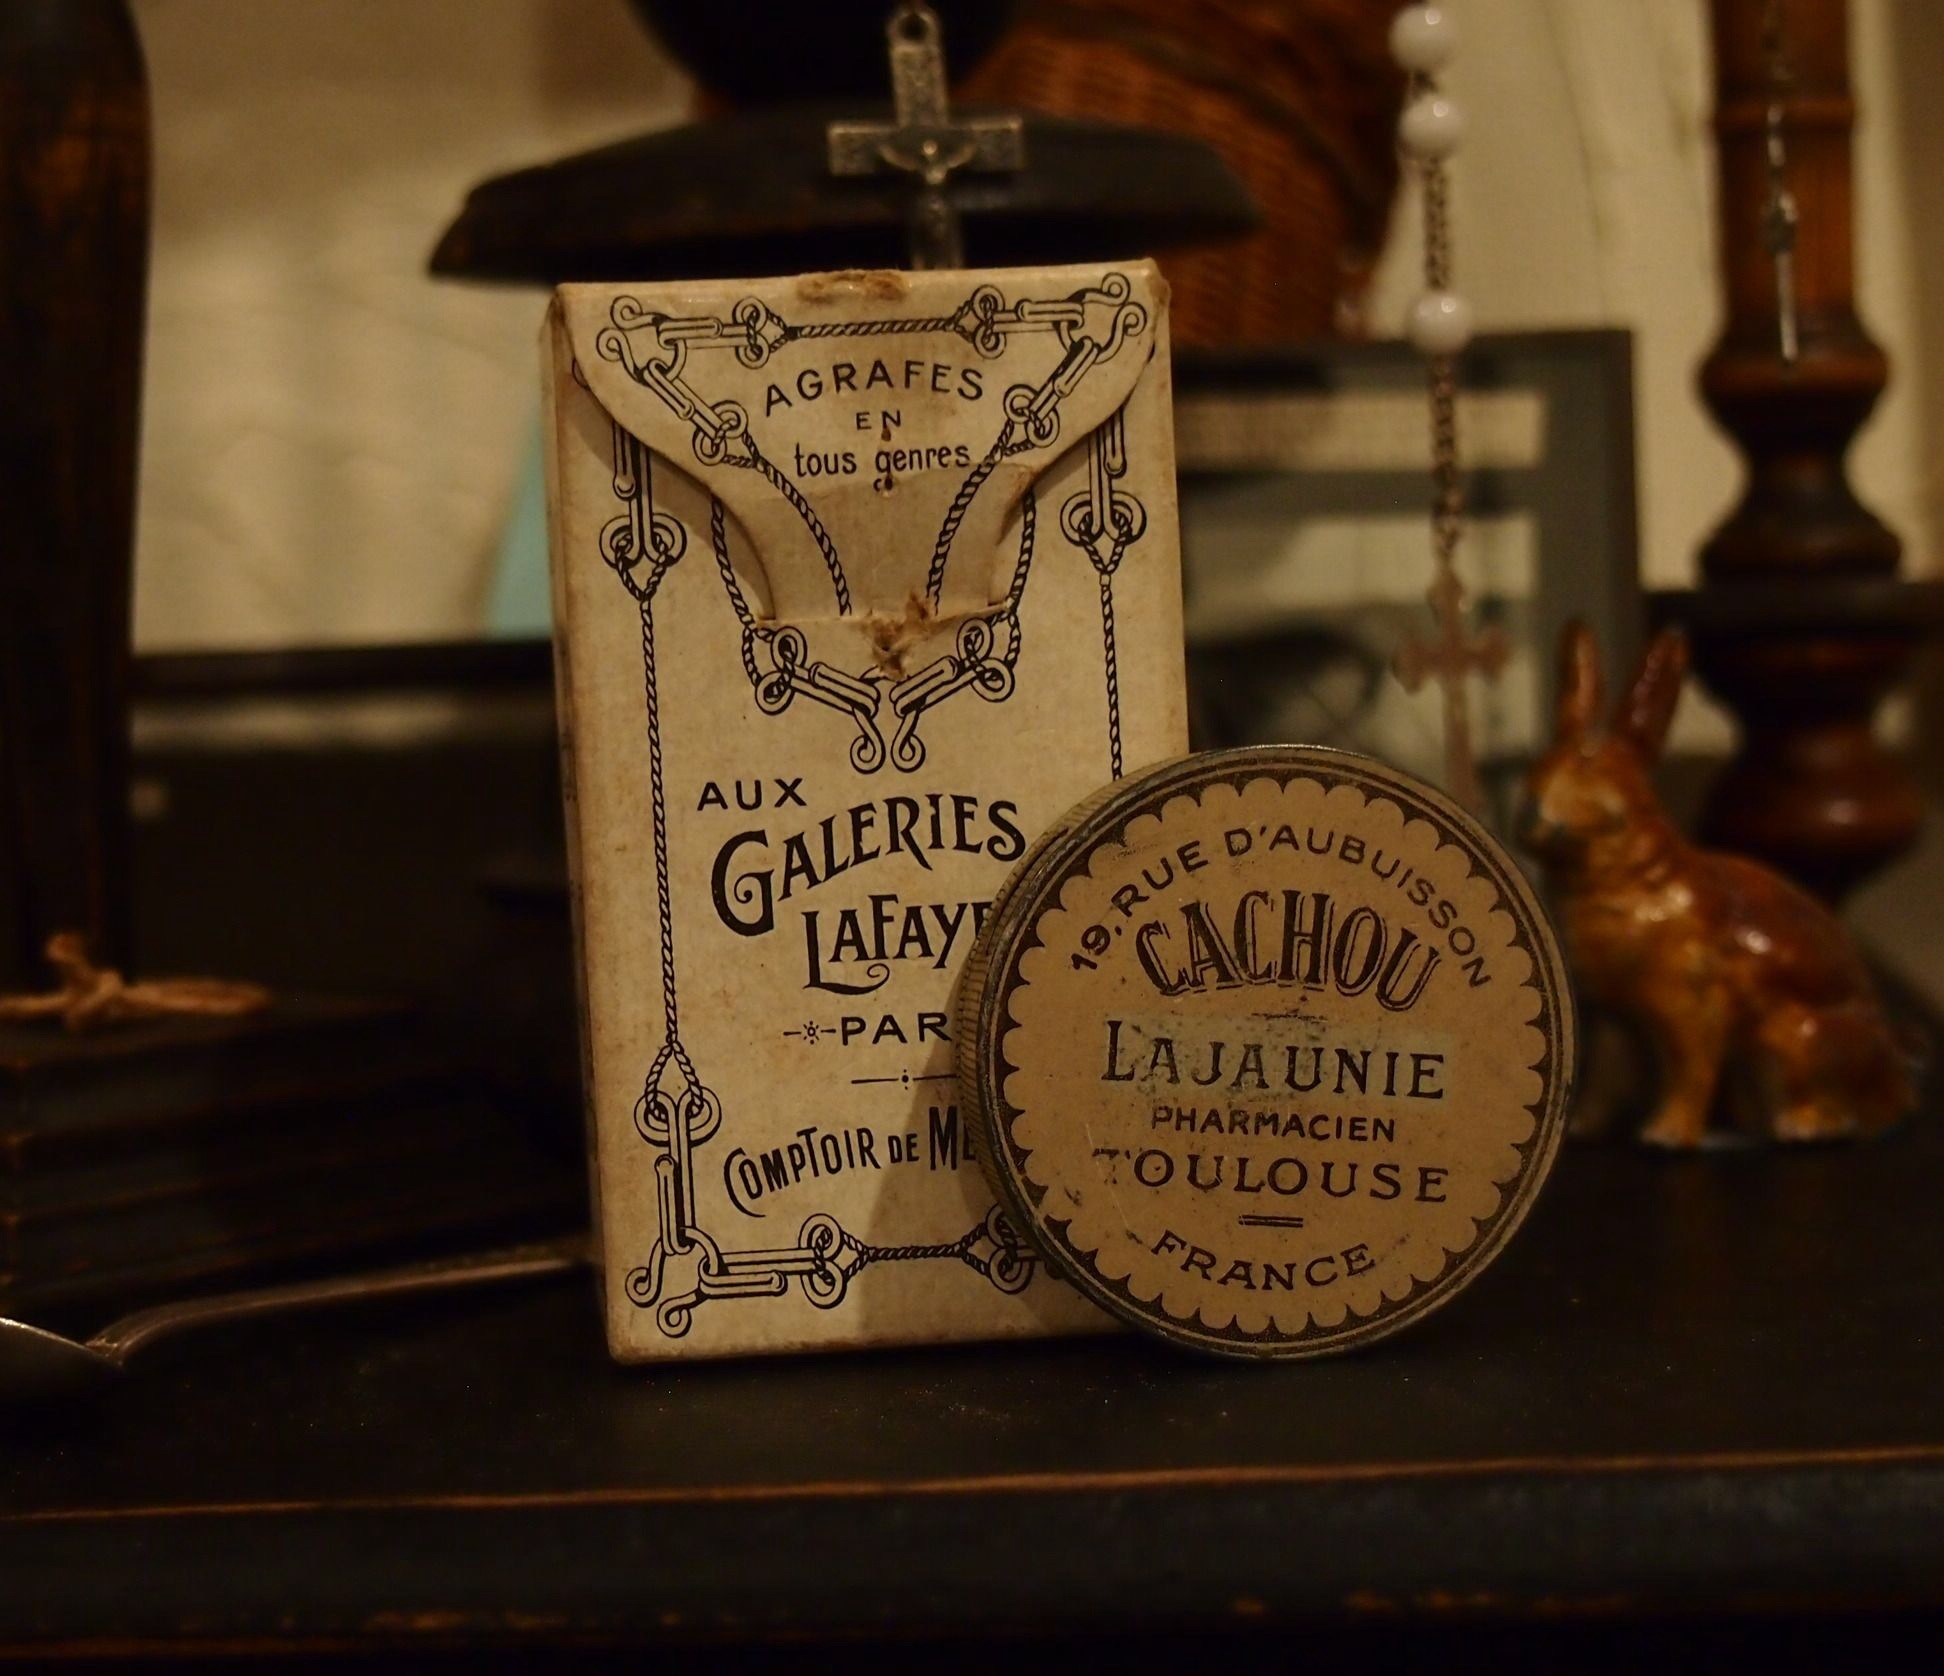 AGRAFES
EN
tous genres
AUX
GALERIES
LAFAYE
PAR
COMPTOIR DE ME
19, RUE D'AUBUISSON
CACHOU
LAJAUNIE
PHARMACIEN
TOULOUSE
FRANCE